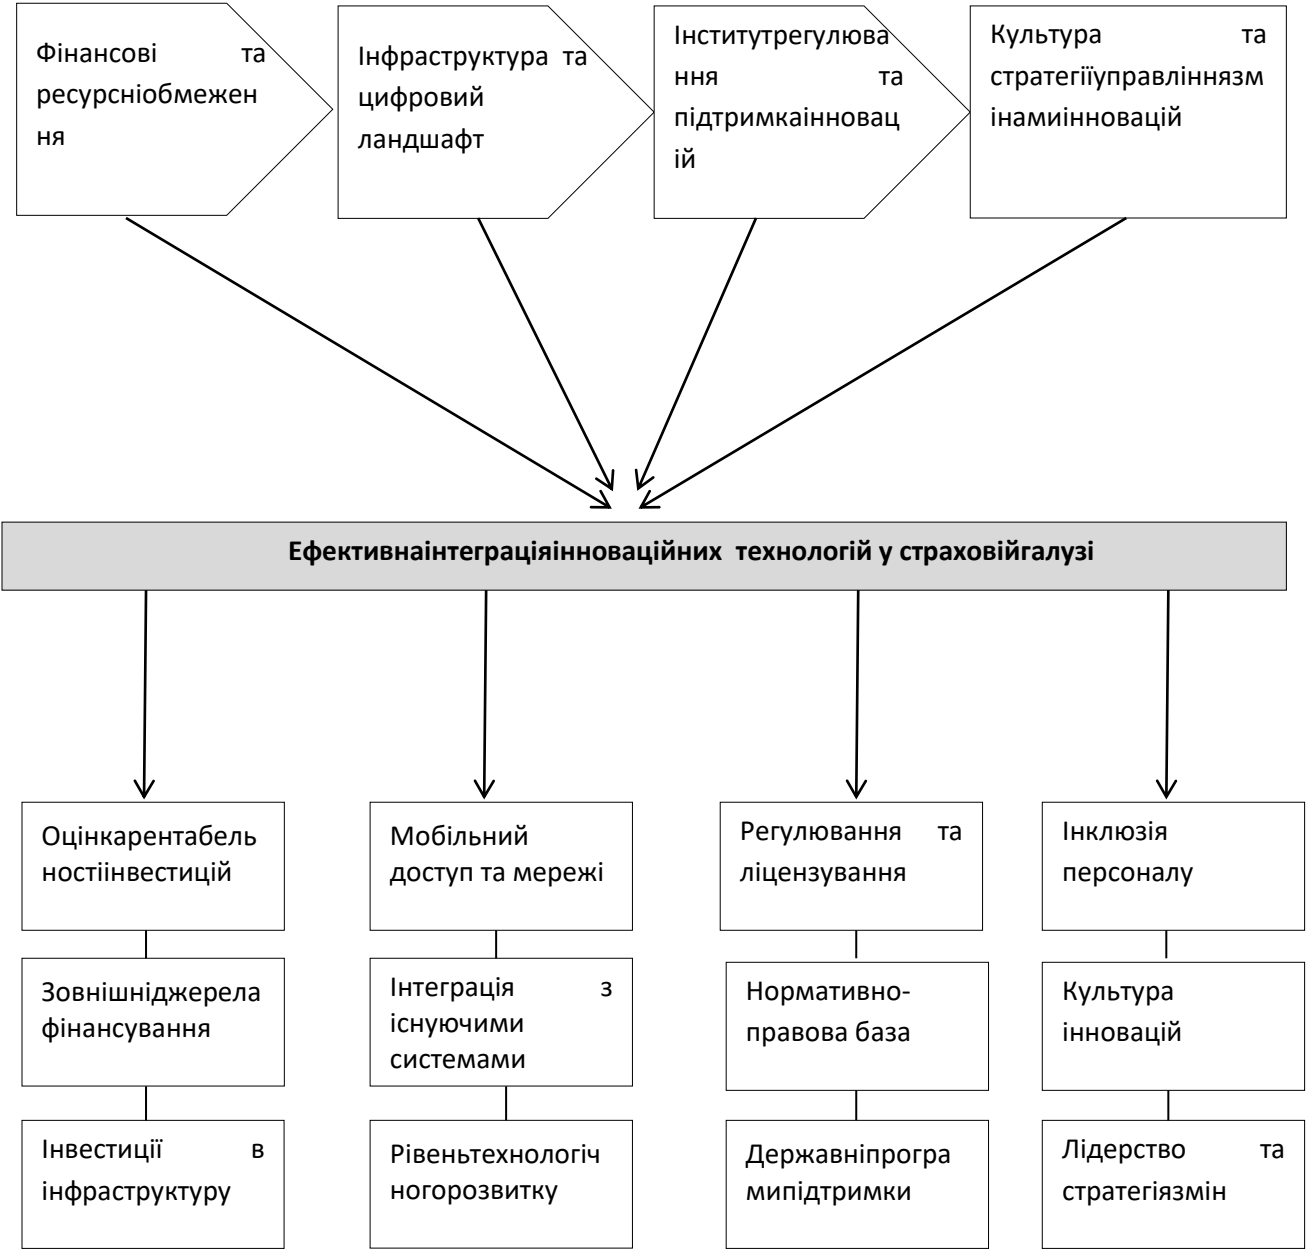 Фінансові та
ресурсніобмежен
ня
Інфраструктура та
цифровий
ландшафт
Інститутрегулюва
ння та
підтримкаінновац
ій
Культура та
стратегіїуправлінням
інамиінновацій
Ефективнаінтеграціяінноваційних технологій у страховійгалузі
Оцінкарентабель
ностіінвестицій
Мобільний
доступ та мережі
Регулювання та
ліцензування
Інклюзія
персоналу
Зовнішніджерела
фінансування
Інтеграція з
існуючими
системами
Нормативно-
правова база
Культура
інновацій
Інвестиції в
інфраструктуру
Рівеньтехнологіч
ногорозвитку
Державніпрогра
мипідтримки
Лідерство та
стратегіязмін